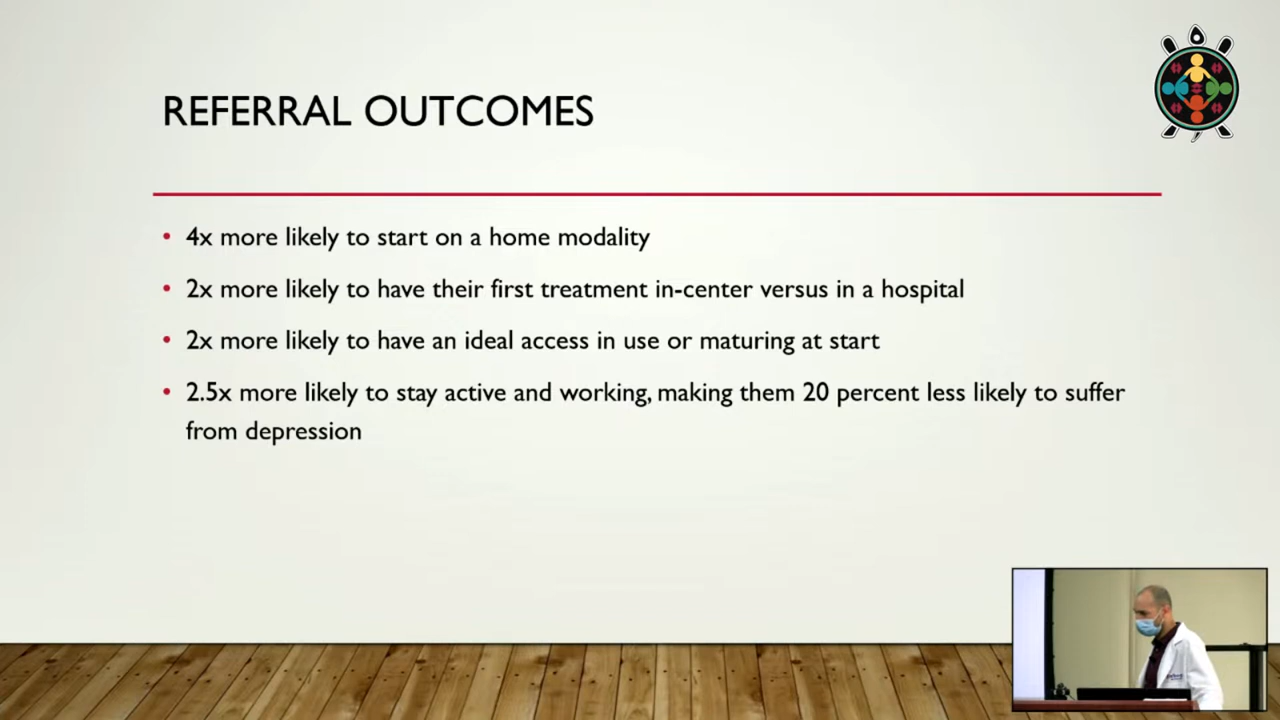 REFERRAL OUTCOMES
• 4x more likely to start on a home modality
• 2x more likely to have their first treatment in-center versus in a hospital
• 2x more likely to have an ideal access in use or maturing at start
• 2.5x more likely to stay active and working, making them 20 percent less likely to suffer
from depression